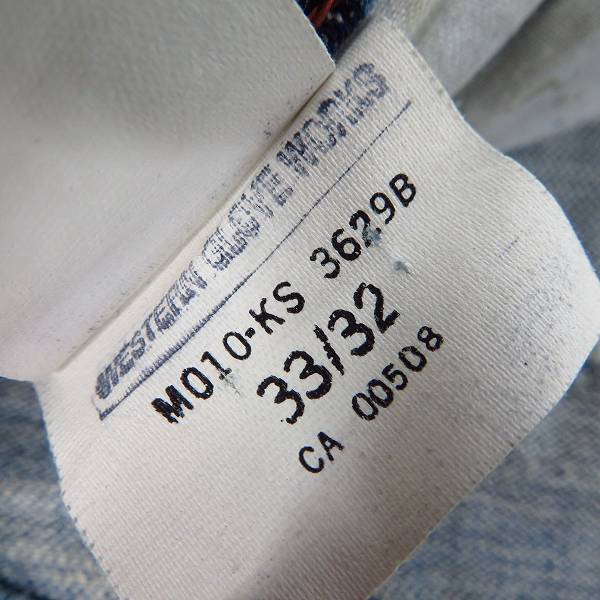 WESTERN GLOVE WORKS
M010-KS 3629B
33/32
CA 00508